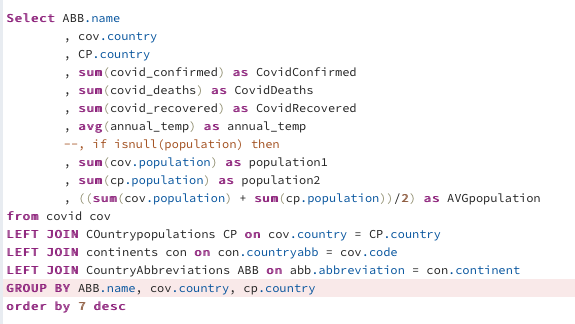 Select ABB.name
, cov.country
, CP.country
, sum(covid_confirmed) as CovidConfirmed
, sum(covid_deaths) as CovidDeaths
, sum(covid_recovered) as CovidRecovered
, avg(annual_temp) as annual_temp
--, if isnull(population) then
, sum(cov.population) as population1
, sum(cp.population) as population2
, ((sum(cov.population) + sum(cp.population))/2) as AVGpopulation
from covid cov
LEFT JOIN COuntrypopulations CP on cov.country = CP.country
LEFT JOIN continents con on con.countryabb = cov.code
LEFT JOIN CountryAbbreviations ABB on abb.abbreviation = con.continent
GROUP BY ABB.name, cov.country, cp.country
order by 7 desc